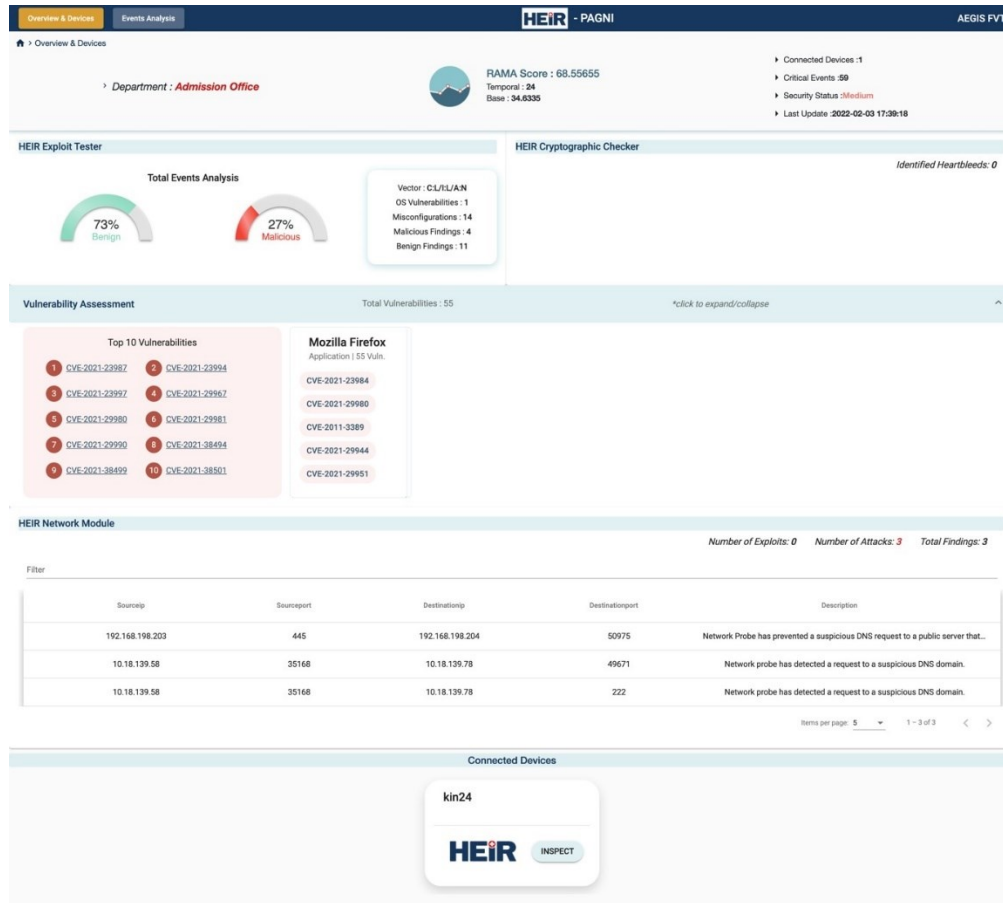 Overview & Devices
Events Analysis
HEiR - PAGNI
AEGIS FVT
> Overview & Devices
> Department : Admission Office
RAMA Score : 68.55655
Temporal : 24
Base : 34.6335
Connected Devices :1
Critical Events :59
Security Status :Medium
Last Update :2022-02-03 17:39:18
HEIR Exploit Tester
Total Events Analysis
73%
Benign
27%
Malicious
Vector : C:L/I:L/A:N
OS Vulnerabilities : 1
Misconfigurations : 14
Malicious Findings : 4
Benign Findings : 11
HEIR Cryptographic Checker
Identified Heartbleeds: 0
Vulnerability Assessment
Total Vulnerabilities : 55
*click to expand/collapse
Top 10 Vulnerabilities
1 CVE-2021-23987 2 CVE-2021-23994
3 CVE-2021-23997 4 CVE-2021-29967
5 CVE-2021-29980 6 CVE-2021-29981
7 CVE-2021-29990 8 CVE-2021-38494
9 CVE-2021-38499 10 CVE-2021-38501
Mozilla Firefox
Application | 55 Vuln.
CVE-2021-23984
CVE-2021-29980
CVE-2011-3389
CVE-2021-29944
CVE-2021-29951
HEIR Network Module
Number of Exploits: 0 Number of Attacks: 3 Total Findings: 3
Filter
Sourceip Sourceport Destinationip Destinationport Description
192.168.198.203 445 192.168.198.204 50975 Network Probe has prevented a suspicious DNS request to a public server that...
10.18.139.58 35168 10.18.139.78 49671 Network probe has detected a request to a suspicious DNS domain.
10.18.139.58 35168 10.18.139.78 222 Network probe has detected a request to a suspicious DNS domain.
Items per page: 5 1 – 3 of 3
Connected Devices
kin24
HEiR
INSPECT